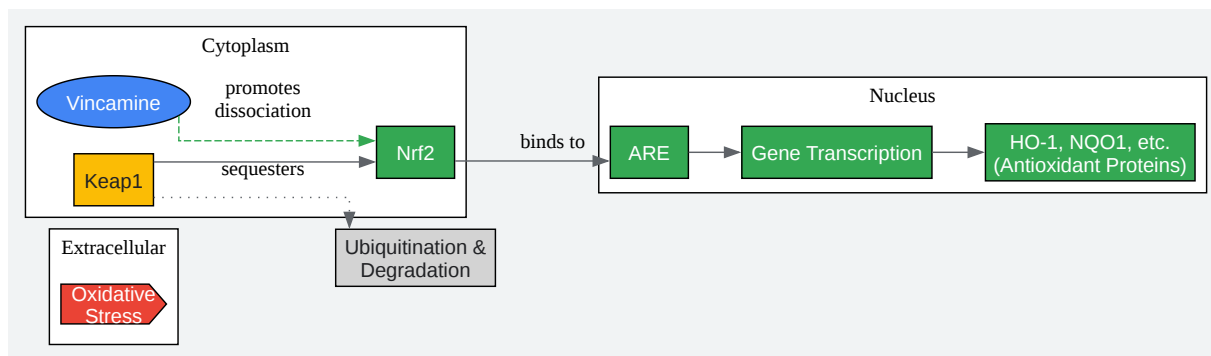 Cytoplasm
Vincamine
promotes
dissociation
Keap1
sequesters
Nrf2
binds to
Nucleus
ARE
Gene Transcription
HO-1, NQO1, etc.
(Antioxidant Proteins)
Ubiquitination &
Degradation
Extracellular
Oxidative
Stress